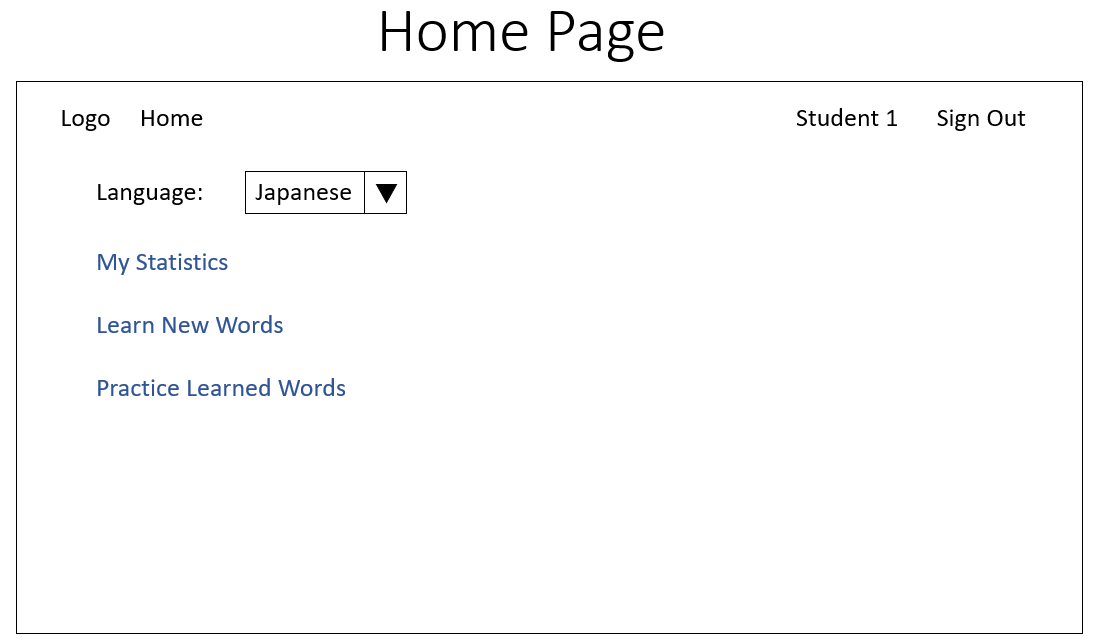 Home Page
Logo Home Student 1 Sign Out
Language: Japanese
My Statistics
Learn New Words
Practice Learned Words